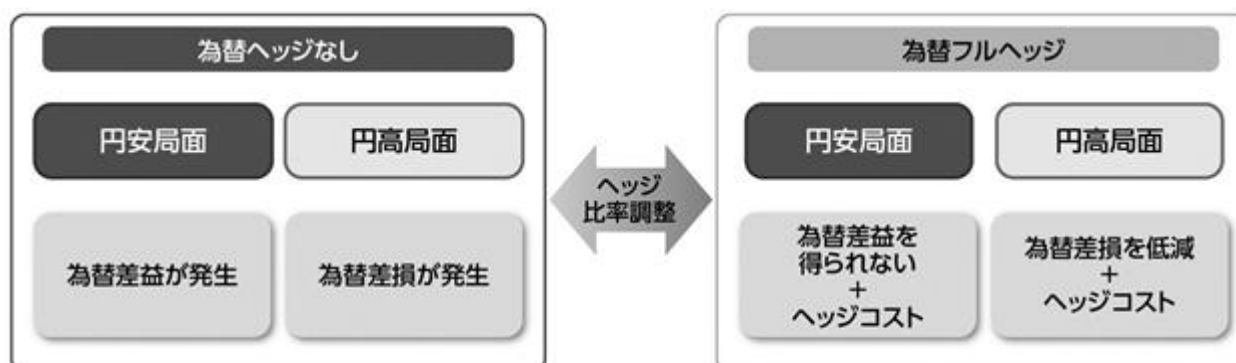 為替ヘッジなし
円安局面
円高局面
為替差益が発生
為替差損が発生
ヘッジ
比率調整
為替フルヘッジ
円安局面
円高局面
為替差益を
得られない
+
ヘッジコスト
為替差損を低減
+
ヘッジコスト